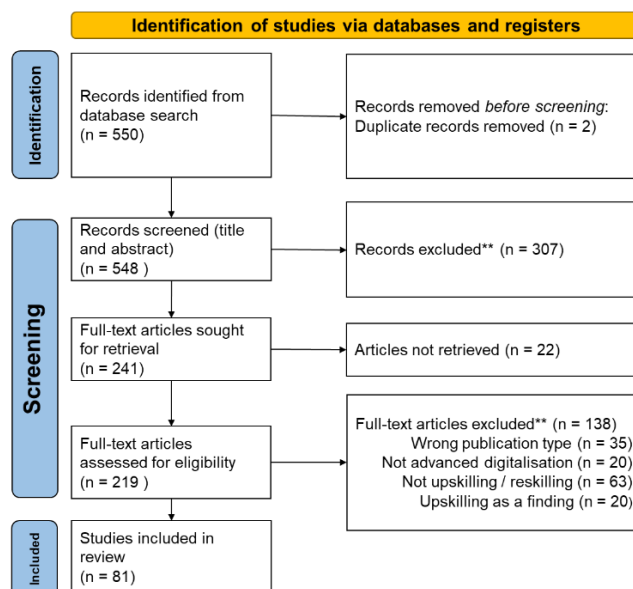 Identification of studies via databases and registers
Identification
Records identified from
database search
(n = 550)
Records removed before screening:
Duplicate records removed (n = 2)
Screening
Records screened (title
and abstract)
(n = 548 )
Records excluded** (n = 307)
Full-text articles sought
for retrieval
(n = 241)
Articles not retrieved (n = 22)
Full-text articles
assessed for eligibility
(n = 219 )
Full-text articles excluded** (n = 138)
Wrong publication type (n = 35)
Not advanced digitalisation (n = 20)
Not upskilling / reskilling (n = 63)
Upskilling as a finding (n = 20)
Included
Studies included in
review
(n = 81)